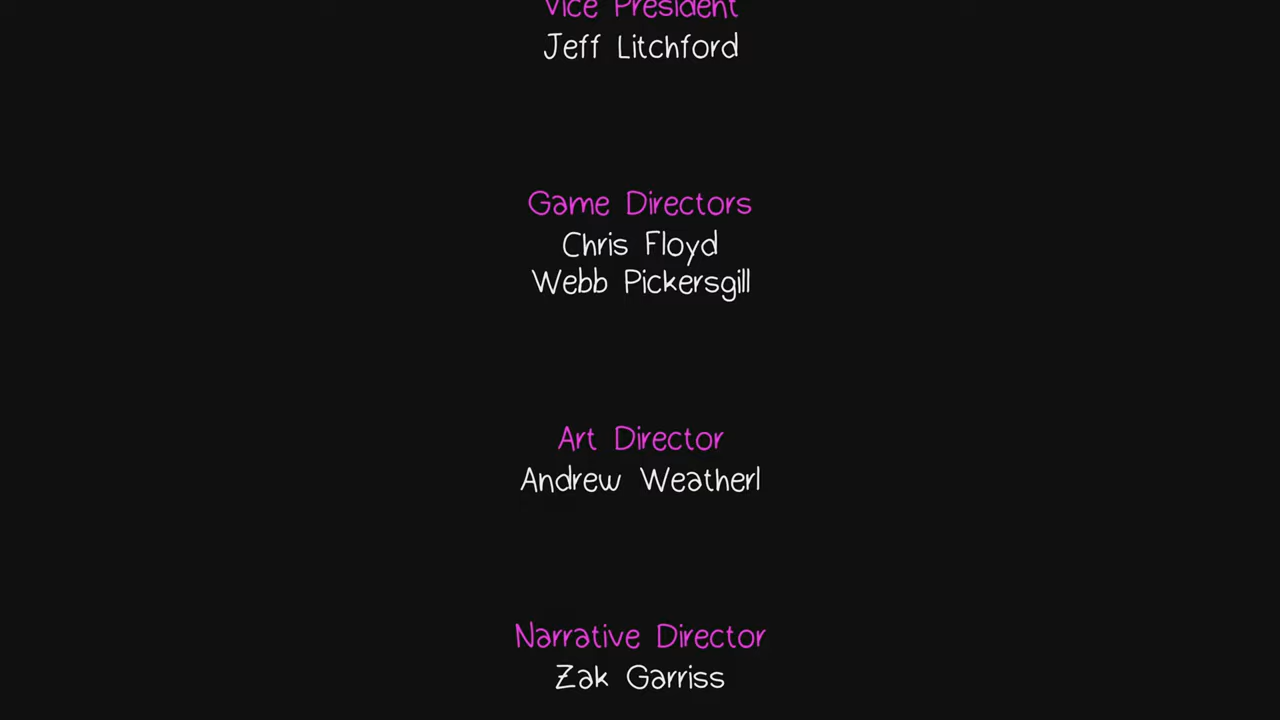 Vice President
Jeff Litchford
Game Directors
Chris Floyd
Webb Pickersgill
Art Director
Andrew Weatherl
Narrative Director
Zak Garriss